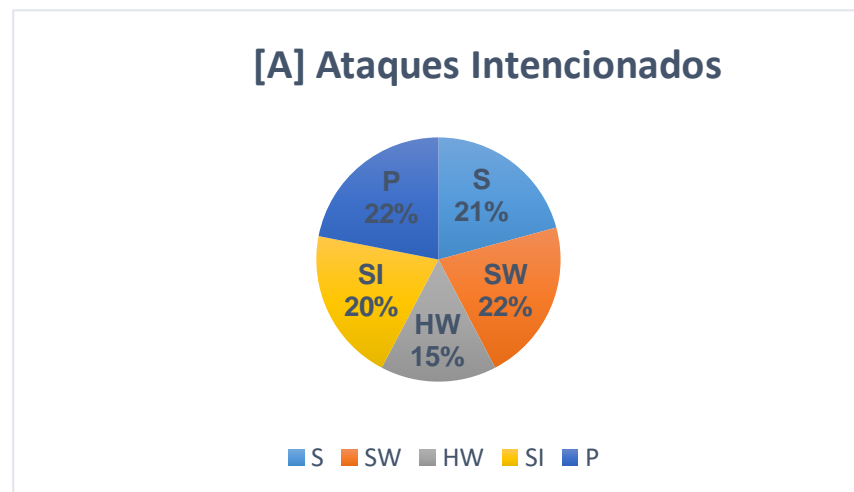 [A] Ataques Intencionados
P
22%
S
21%
SI
20%
SW
22%
HW
15%
S SW HW SI P